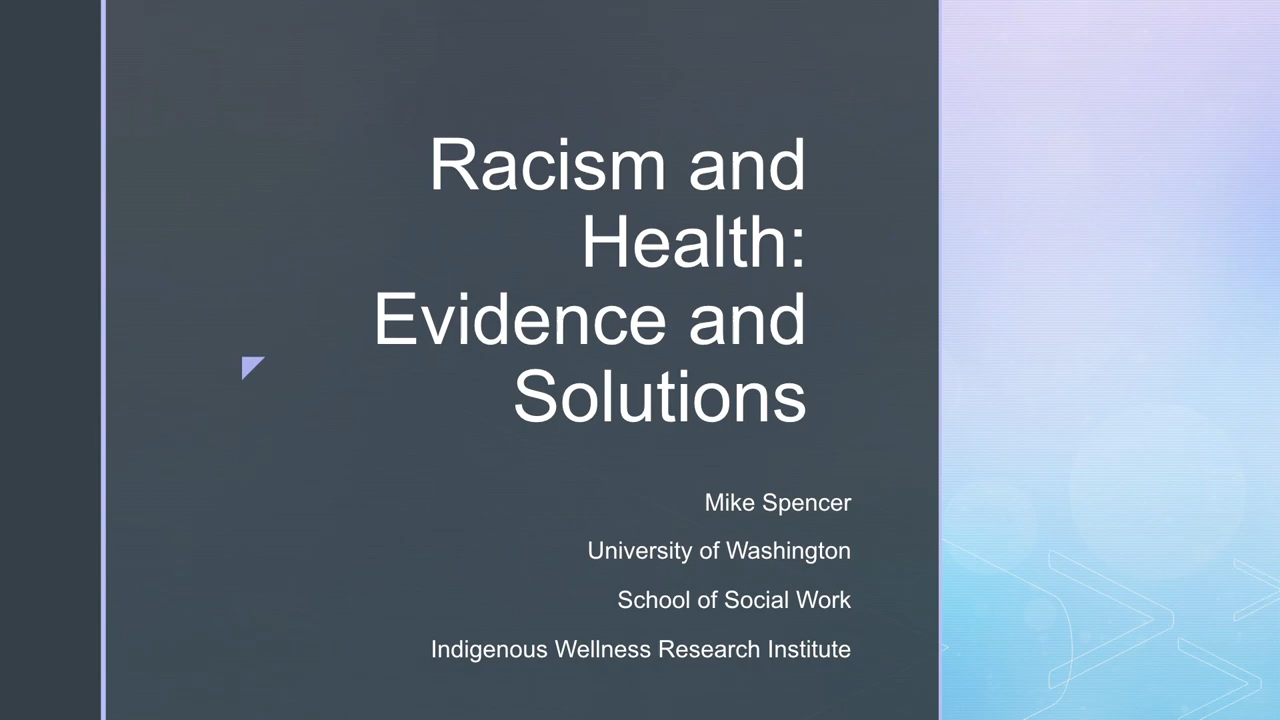 Racism and
Health:
Evidence and
Solutions
Mike Spencer
University of Washington
School of Social Work
Indigenous Wellness Research Institute